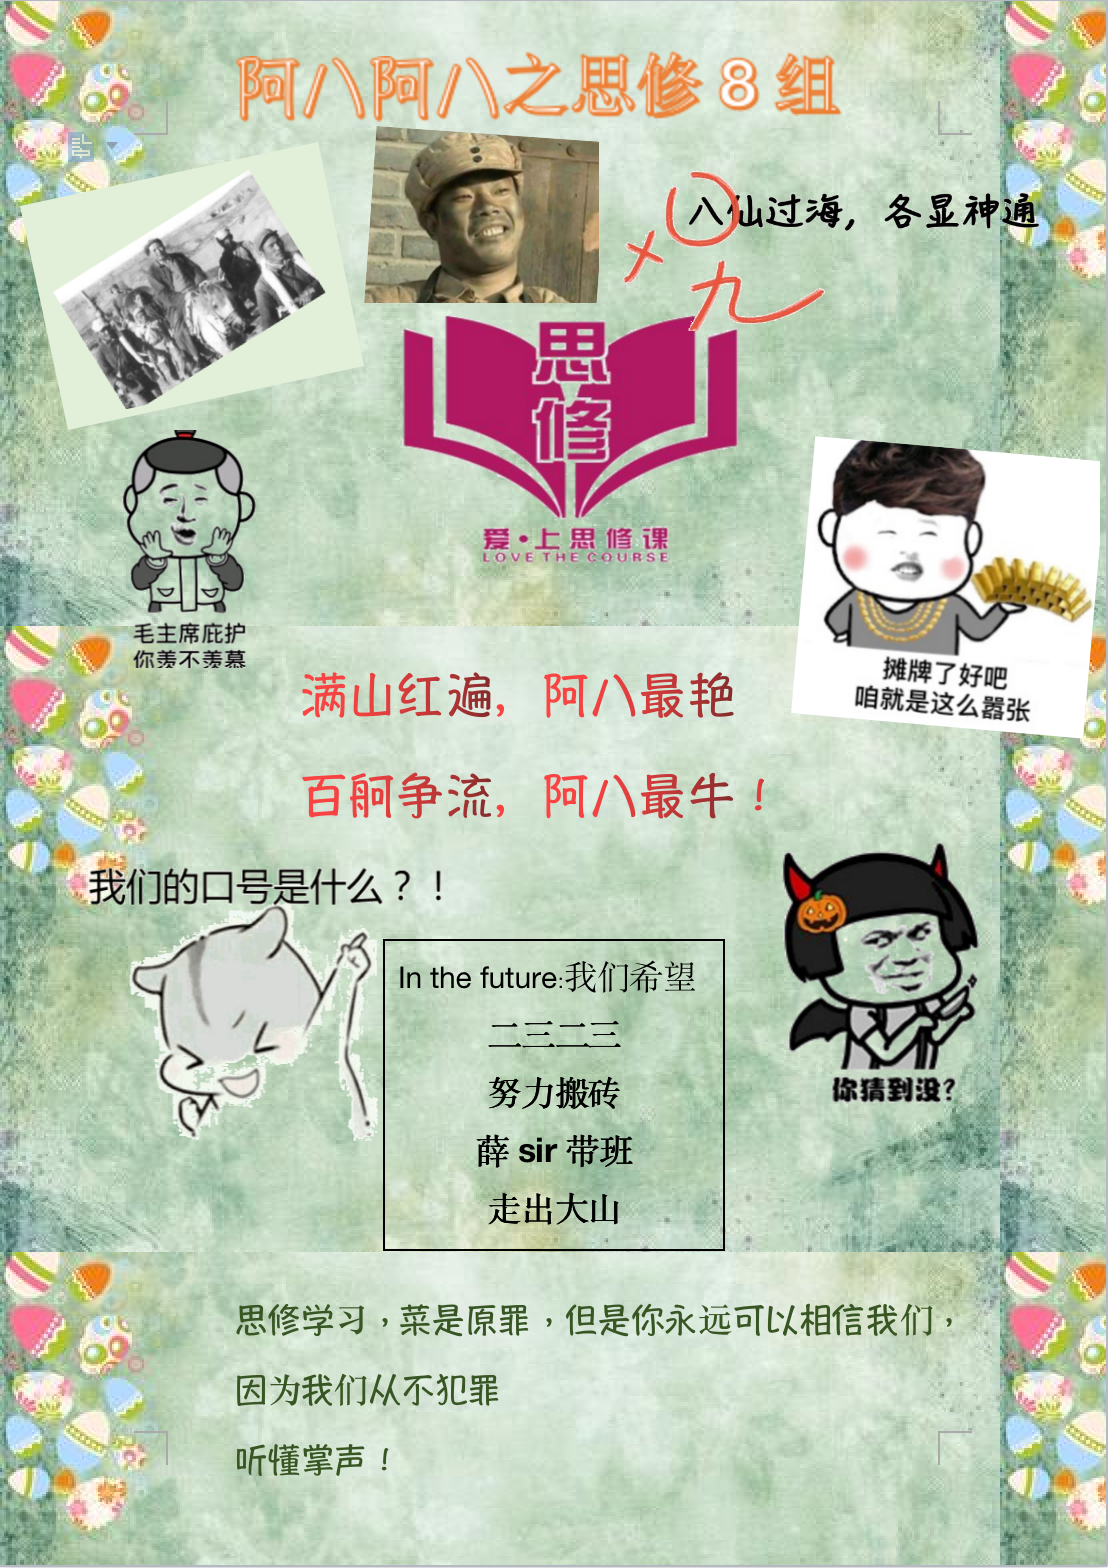 阿八阿八之思修8组
八仙过海，各显神通
九
思
修
爱·上思修课
LOVE THE COURSE
毛主席庇护
你羡不羡慕
摊牌了好吧
咱就是这么嚣张
满山红遍，阿八最艳
百舸争流，阿八最牛！
我们的口号是什么？！
In the future:我们希望
二三二三
努力搬砖
薛 sir 带班
走出大山
你猜到没?
思修学习，菜是原罪，但是你永远可以相信我们，
因为我们从不犯罪
听懂掌声！